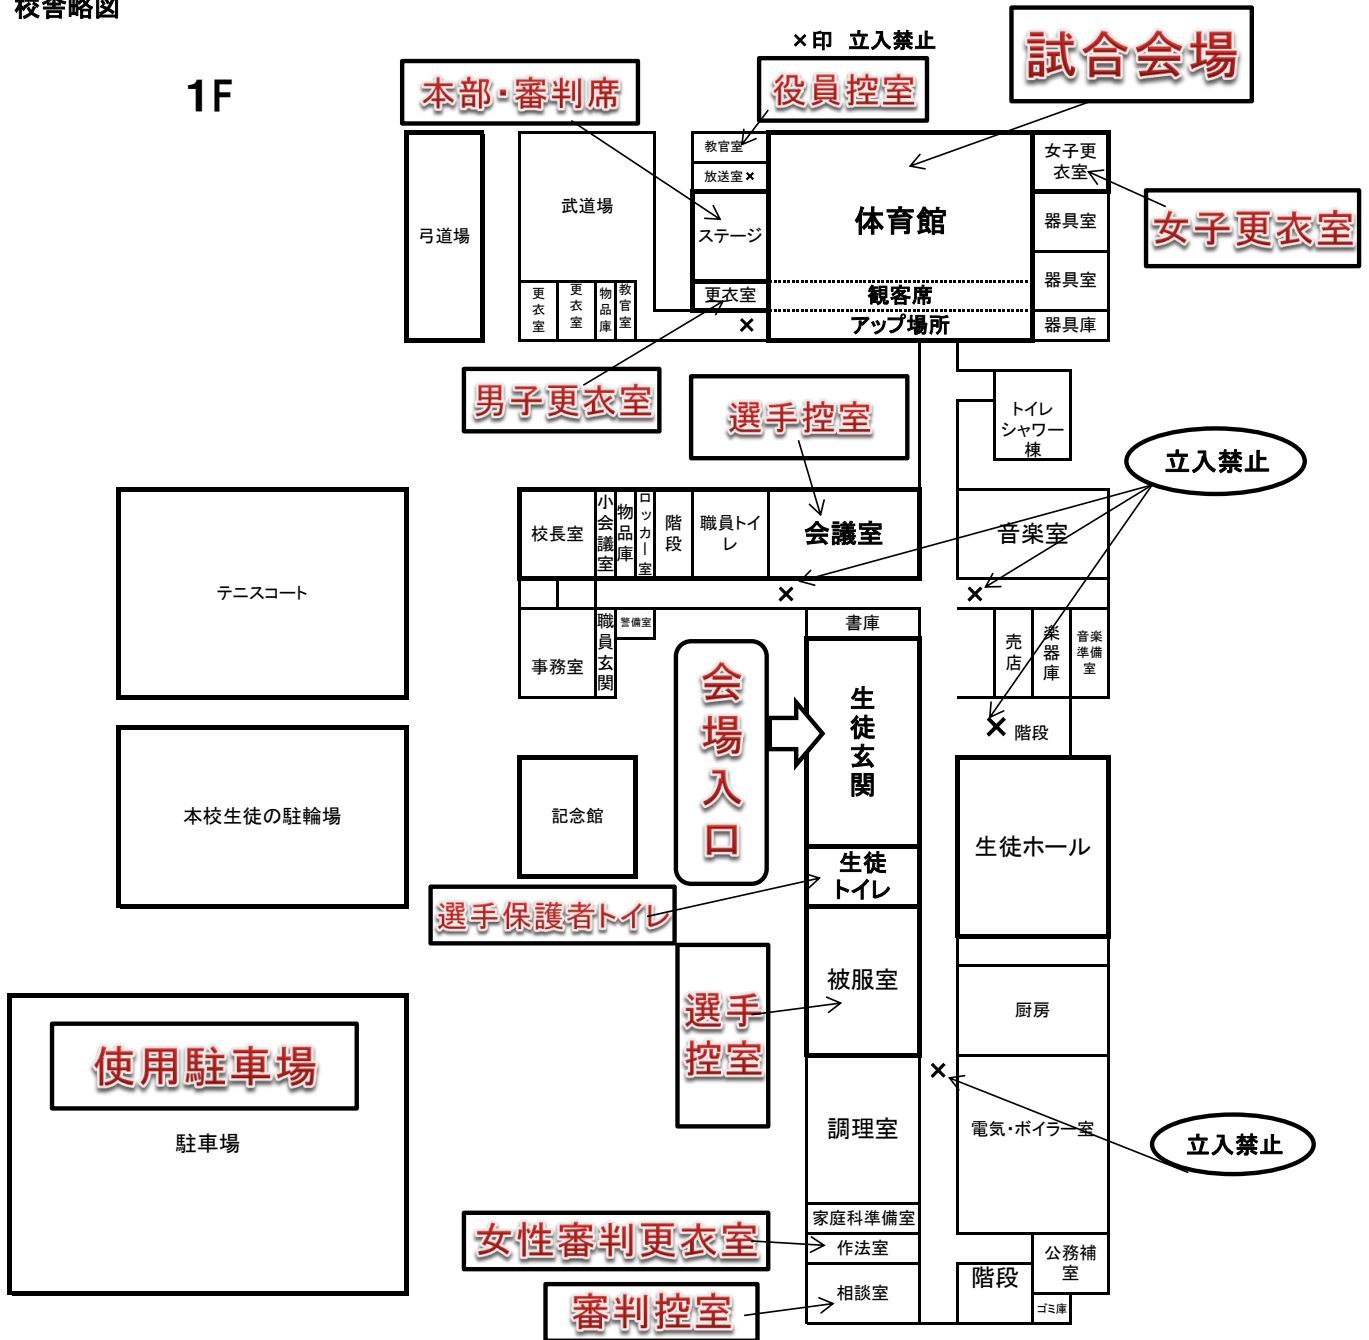 校舎略図
1F
×印 立入禁止
試合会場
本部・審判席
役員控室
教官室
放送室×
ステージ
更衣室
×
体育館
観客席
アップ場所
女子更
衣室
女子更衣室
器具室
器具室
器具庫
弓道場
武道場
更衣室
更衣室
物品庫
教官室
男子更衣室
選手控室
トイレ
シャワー
棟
立入禁止
校長室
小会議室
物品庫
ロッカー室
階段
職員トイ
レ
会議室
音楽室
×
×
テニスコート
事務室
職員玄関
警備室
書庫
売店
楽器庫
音楽
準備
室
会場入口
生徒玄関
× 階段
本校生徒の駐輪場
記念館
生徒ホール
生徒
トイレ
選手保護者トイレ
被服室
選手
控室
厨房
使用駐車場
駐車場
×
調理室
電気・ボイラー室
立入禁止
家庭科準備室
女性審判更衣室
作法室
公務補
室
階段
相談室
審判控室
ゴミ庫